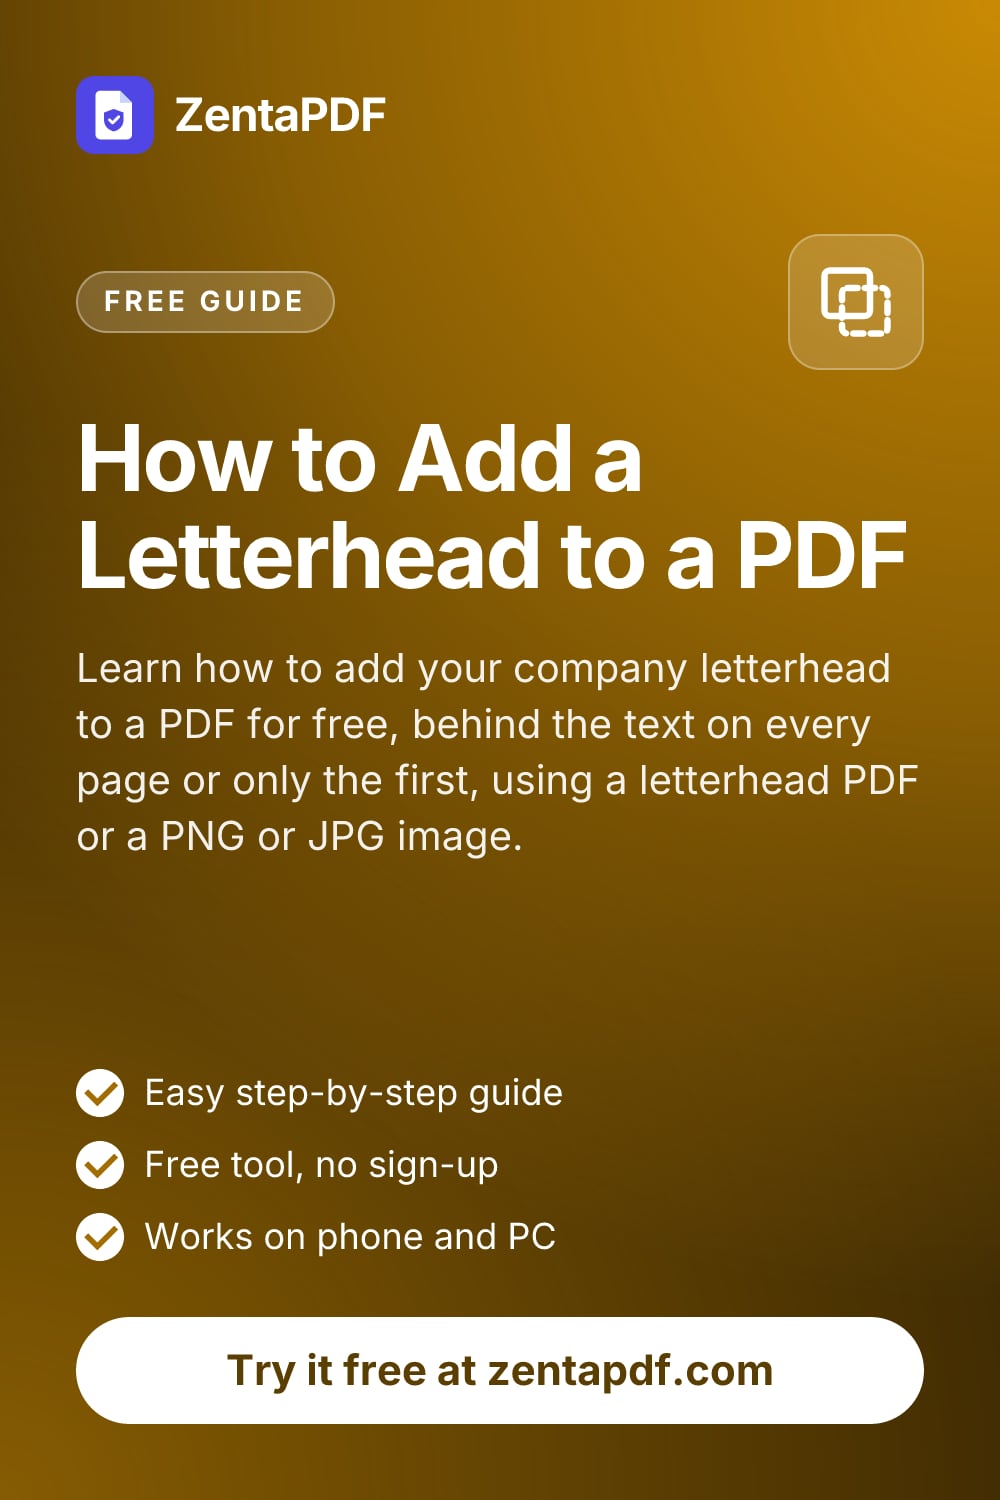 ZentaPDF
FREE GUIDE
How to Add a
Letterhead to a PDF
Learn how to add your company letterhead
to a PDF for free, behind the text on every
page or only the first, using a letterhead PDF
or a PNG or JPG image.
Easy step-by-step guide
Free tool, no sign-up
Works on phone and PC
Try it free at zentapdf.com